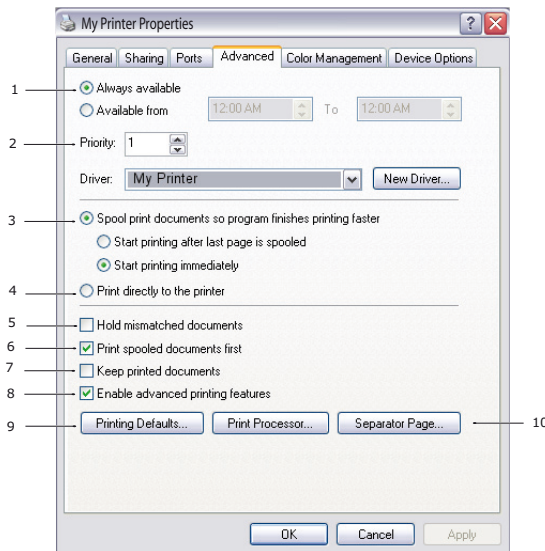 My Printer Properties
General Sharing Ports Advanced Color Management Device Options
1 Always available
Available from 12:00 AM To 12:00 AM
2 Priority: 1
Driver: My Printer New Driver...
3 Spool print documents so program finishes printing faster
Start printing after last page is spooled
Start printing immediately
4 Print directly to the printer
5 Hold mismatched documents
6 Print spooled documents first
7 Keep printed documents
8 Enable advanced printing features
9 Printing Defaults... Print Processor... Separator Page... 10
OK Cancel Apply